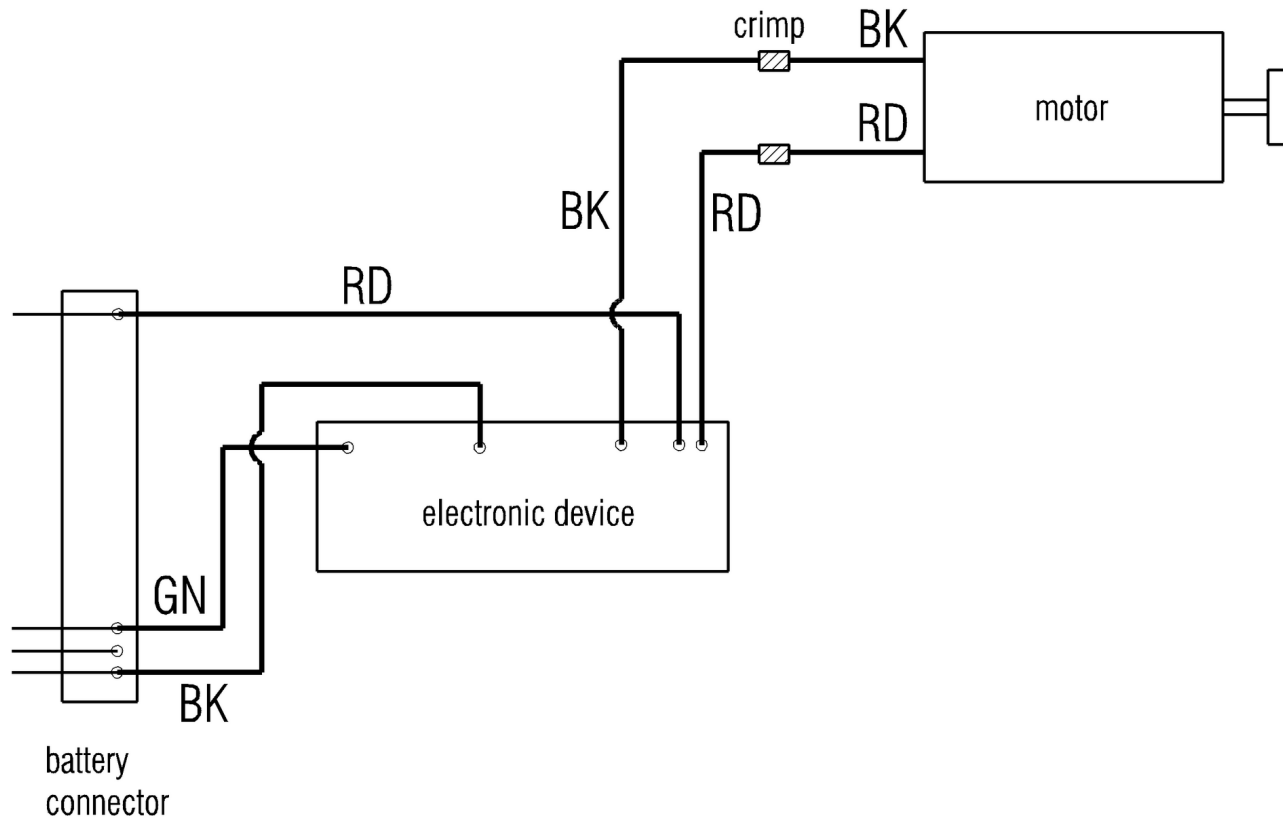 crimp
BK
motor
RD
BK
RD
RD
electronic device
GN
BK
battery
connector